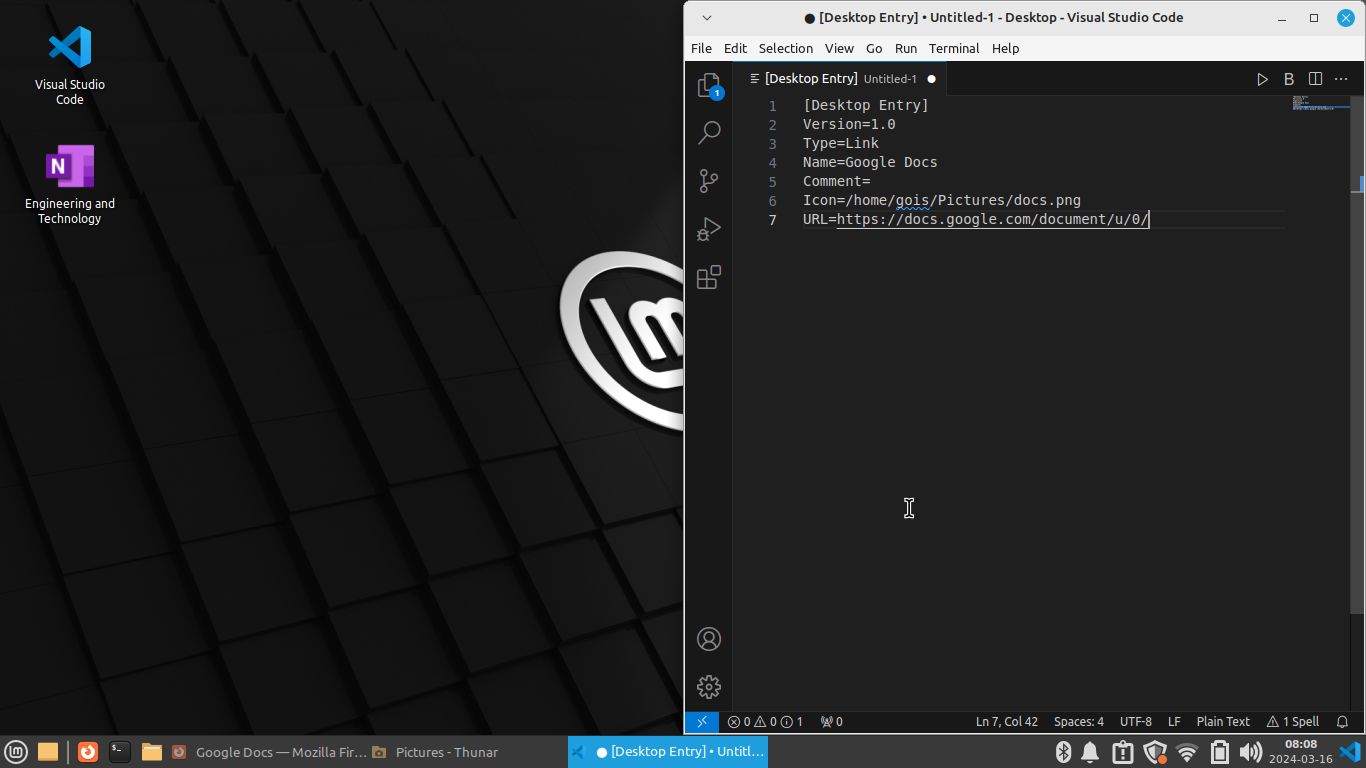 Visual Studio
Code
Engineering and
Technology
● [Desktop Entry] • Untitled-1 - Desktop - Visual Studio Code
File Edit Selection View Go Run Terminal Help
1
[Desktop Entry] Untitled-1 ●
1 [Desktop Entry]
2 Version=1.0
3 Type=Link
4 Name=Google Docs
5 Comment=
6 Icon=/home/gois/Pictures/docs.png
7 URL=https://docs.google.com/document/u/0/
0 0 1 0 Ln 7, Col 42 Spaces: 4 UTF-8 LF Plain Text 1 Spell
Google Docs — Mozilla Fir... Pictures - Thunar ● [Desktop Entry] • Untitl... 08:08
2024-03-16